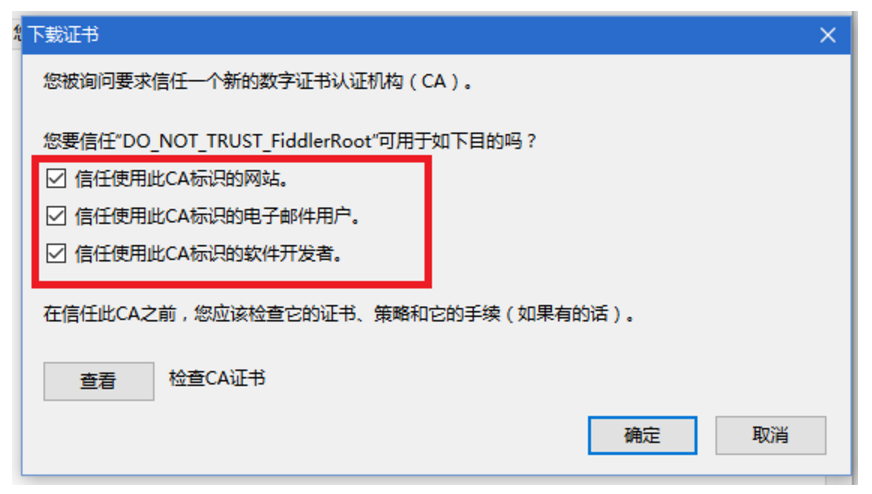 下载证书
您被询问要求信任一个新的数字证书认证机构（CA）。
您要信任“DO_NOT_TRUST_FiddlerRoot”可用于如下目的吗？
信任使用此CA标识的网站。
信任使用此CA标识的电子邮件用户。
信任使用此CA标识的软件开发者。
在信任此CA之前，您应该检查它的证书、策略和它的手续（如果有的话）。
查看 检查CA证书
确定 取消